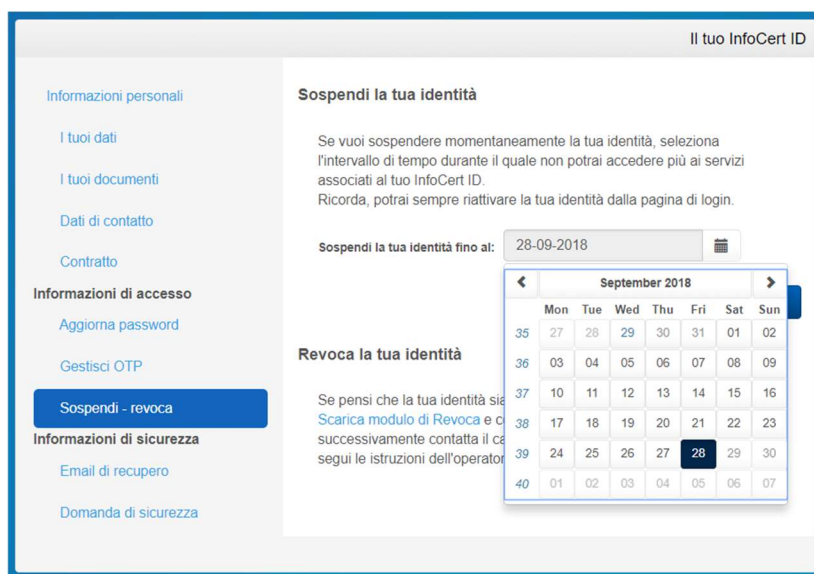 Il tuo InfoCert ID
Informazioni personali
I tuoi dati
I tuoi documenti
Dati di contatto
Contratto
Informazioni di accesso
Aggiorna password
Gestisci OTP
Sospendi - revoca
Informazioni di sicurezza
Email di recupero
Domanda di sicurezza
Sospendi la tua identità
Se vuoi sospendere momentaneamente la tua identità, seleziona
l'intervallo di tempo durante il quale non potrai accedere più ai servizi
associati al tuo InfoCert ID.
Ricorda, potrai sempre riattivare la tua identità dalla pagina di login.
Sospendi la tua identità fino al: 28-09-2018
September 2018
Mon Tue Wed Thu Fri Sat Sun
35 27 28 29 30 31 01 02
36 03 04 05 06 07 08 09
37 10 11 12 13 14 15 16
38 17 18 19 20 21 22 23
39 24 25 26 27 28 29 30
40 01 02 03 04 05 06 07
Revoca la tua identità
Se pensi che la tua identità
Scarica modulo di Revoca e
successivamente contatta il
segui le istruzioni